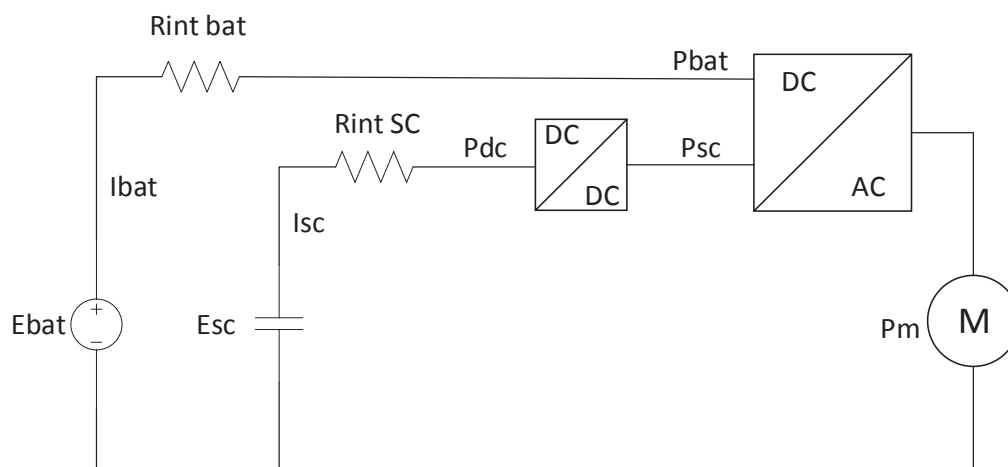 Rint bat
Pbat
DC
AC
Rint SC
Pdc
DC
DC
Psc
Ibat
Isc
Ebat
+
−
Esc
Pm
M